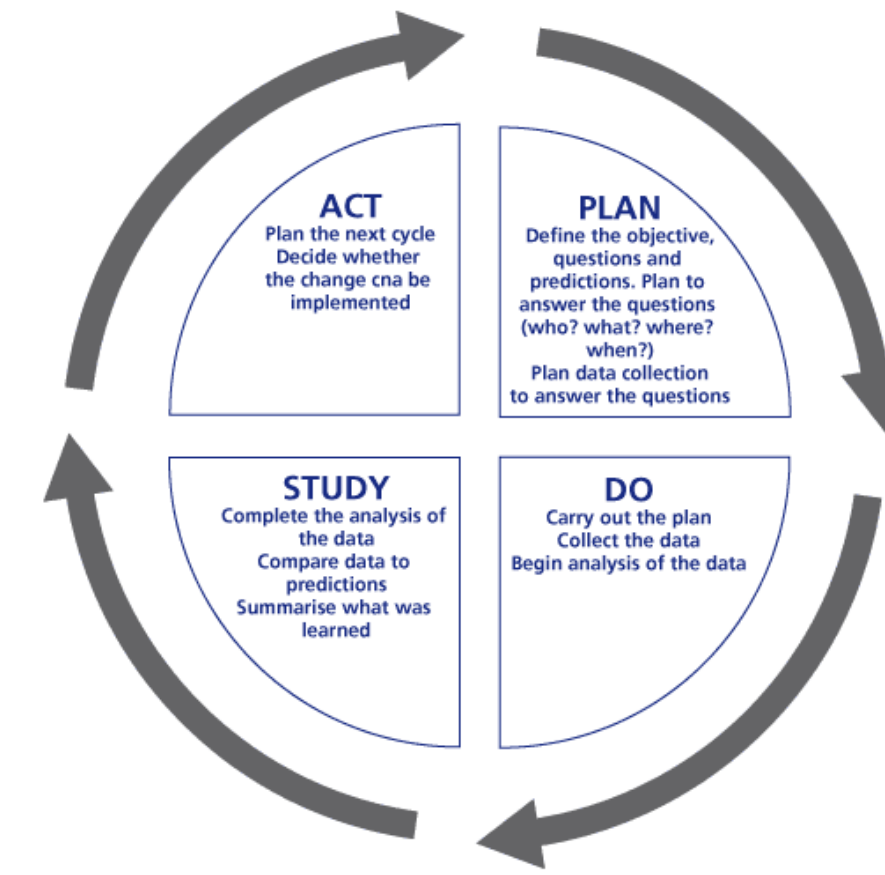 ACT
Plan the next cycle
Decide whether
the change cna be
implemented
PLAN
Define the objective,
questions and
predictions. Plan to
answer the questions
(who? what? where?
when?)
Plan data collection
to answer the questions
STUDY
Complete the analysis of
the data
Compare data to
predictions
Summarise what was
learned
DO
Carry out the plan
Collect the data
Begin analysis of the data